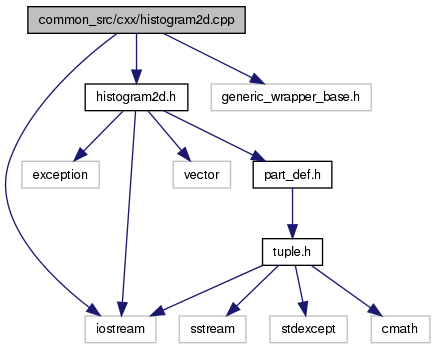 common_src/cxx/histogram2d.cpp
histogram2d.h
generic_wrapper_base.h
exception
vector
part_def.h
tuple.h
iostream
sstream
stdexcept
cmath